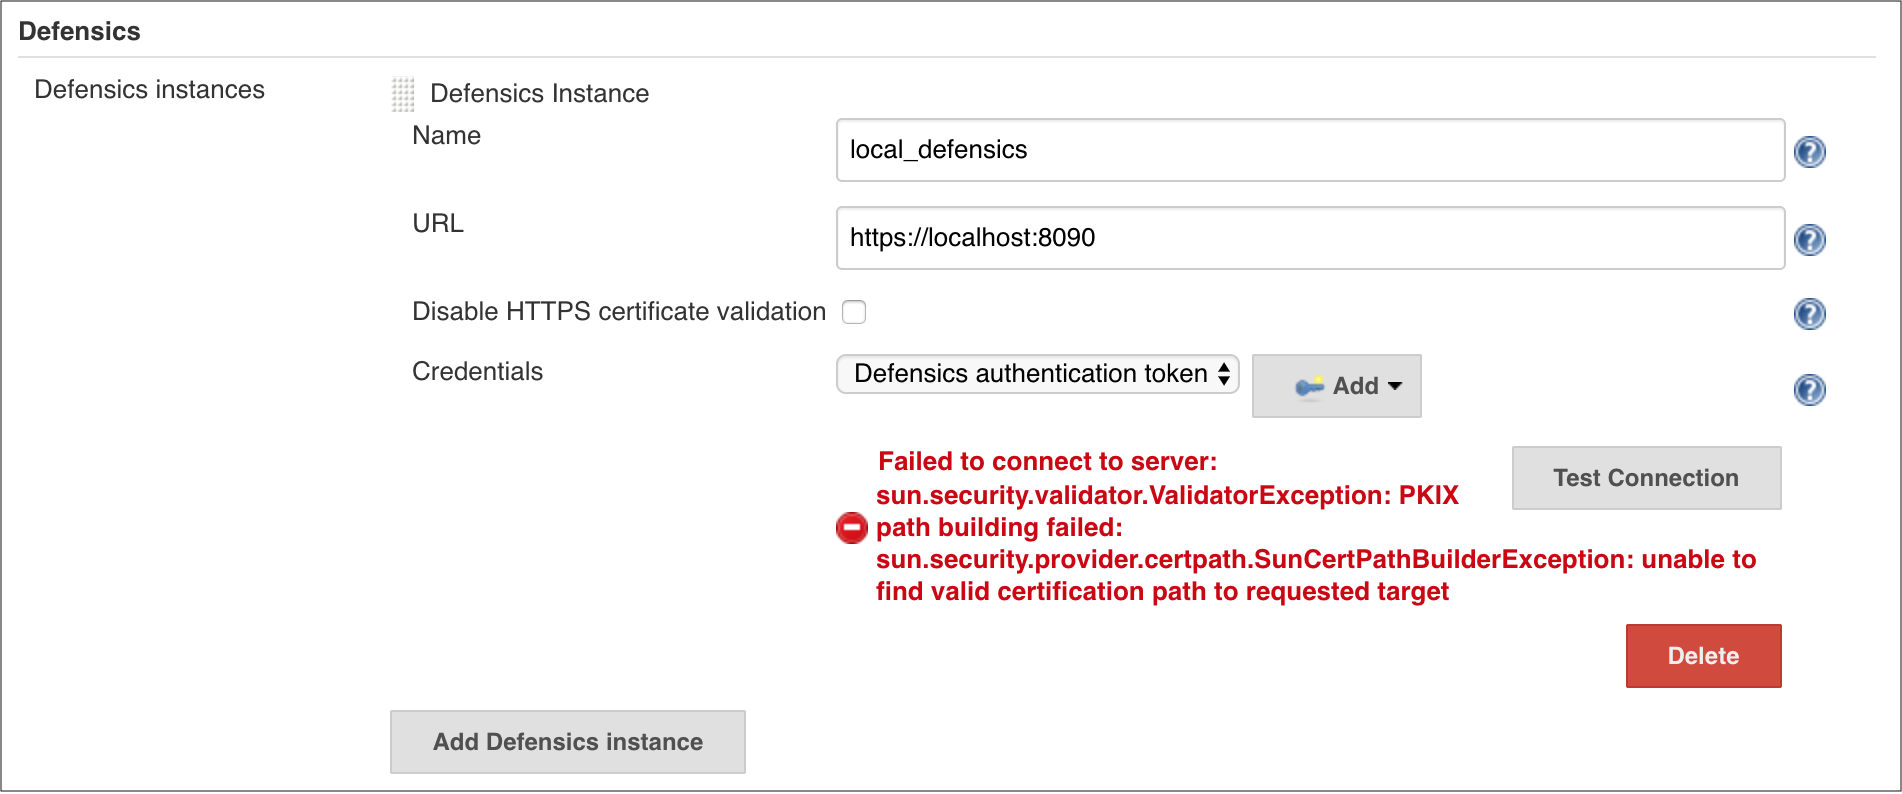 Defensics
Defensics instances
Defensics Instance
Name
local_defensics
URL
https://localhost:8090
Disable HTTPS certificate validation
Credentials
Defensics authentication token
Add
Failed to connect to server:
sun.security.validator.ValidatorException: PKIX
path building failed:
sun.security.provider.certpath.SunCertPathBuilderException: unable to
find valid certification path to requested target
Test Connection
Delete
Add Defensics instance